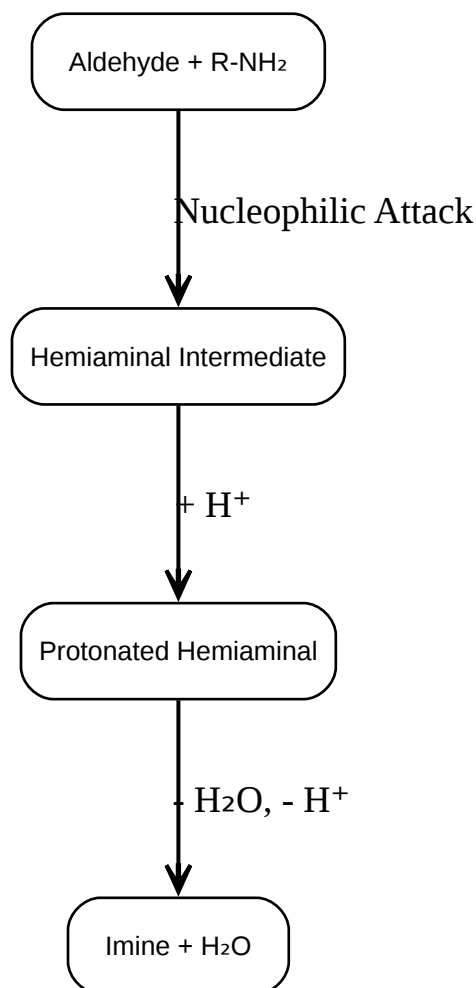 Aldehyde + R-NH₂
Nucleophilic Attack
Hemiaminal Intermediate
+ H⁺
Protonated Hemiaminal
- H₂O, - H⁺
Imine + H₂O